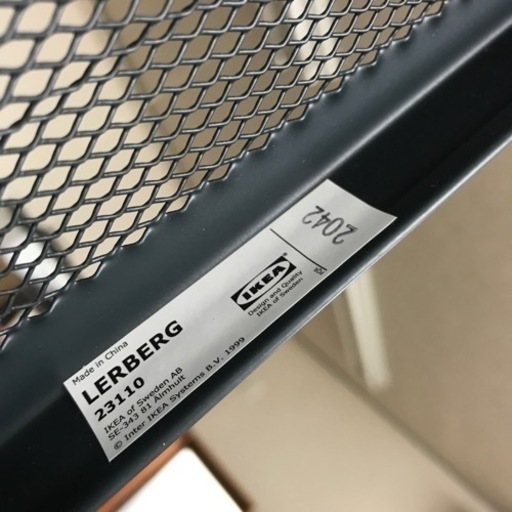 Made in China
LERBERG
23110
IKEA of Sweden AB
SE-343 81 Älmhult
© Inter IKEA Systems B.V. 1999
IKEA
Design and Quality
IKEA of Sweden
2042